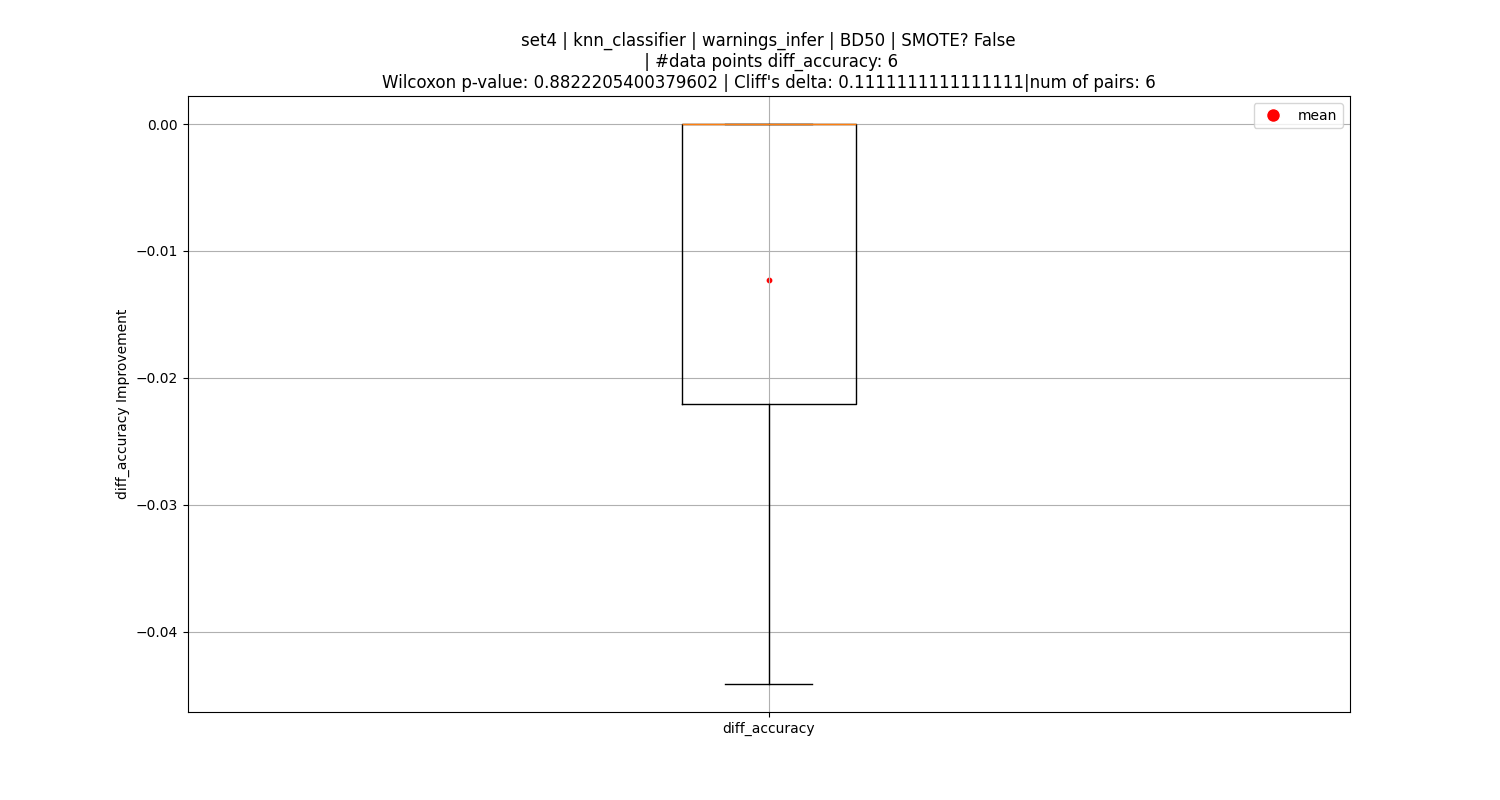 set4 | knn_classifier | warnings_infer | BD50 | SMOTE? False
| #data points diff_accuracy: 6
Wilcoxon p-value: 0.8822205400379602 | Cliff's delta: 0.1111111111111111|num of pairs: 6
mean
0.00
−0.01
−0.02
−0.03
−0.04
diff_accuracy Improvement
diff_accuracy